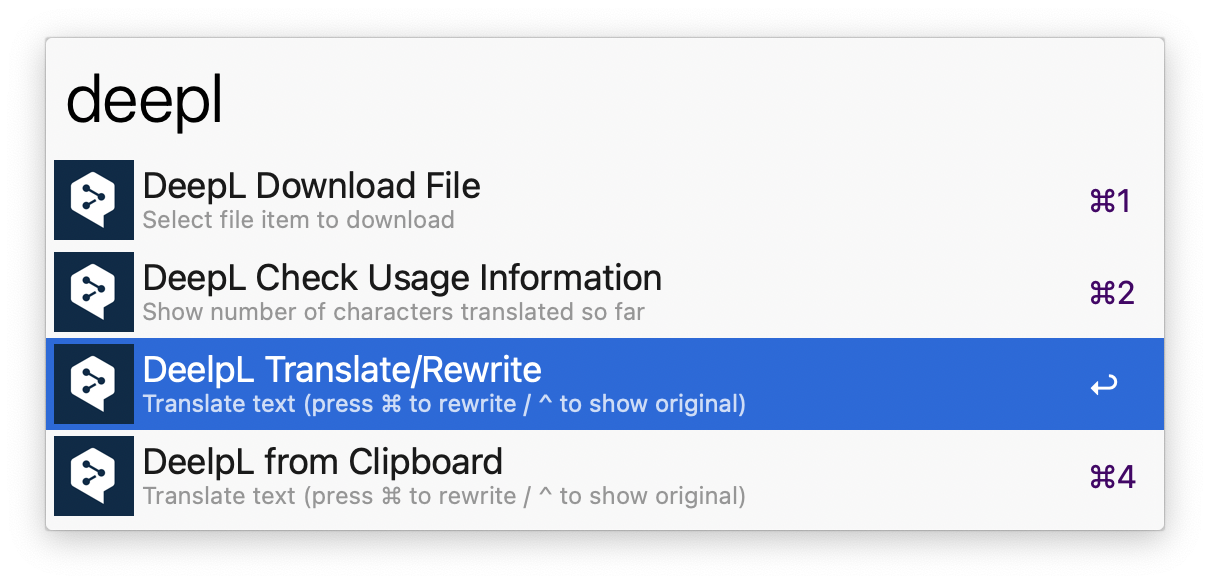 deepl
DeepL Download File
Select file item to download
⌘1
DeepL Check Usage Information
Show number of characters translated so far
⌘2
DeelpL Translate/Rewrite
Translate text (press ⌘ to rewrite / ^ to show original)
↩
DeelpL from Clipboard
Translate text (press ⌘ to rewrite / ^ to show original)
⌘4